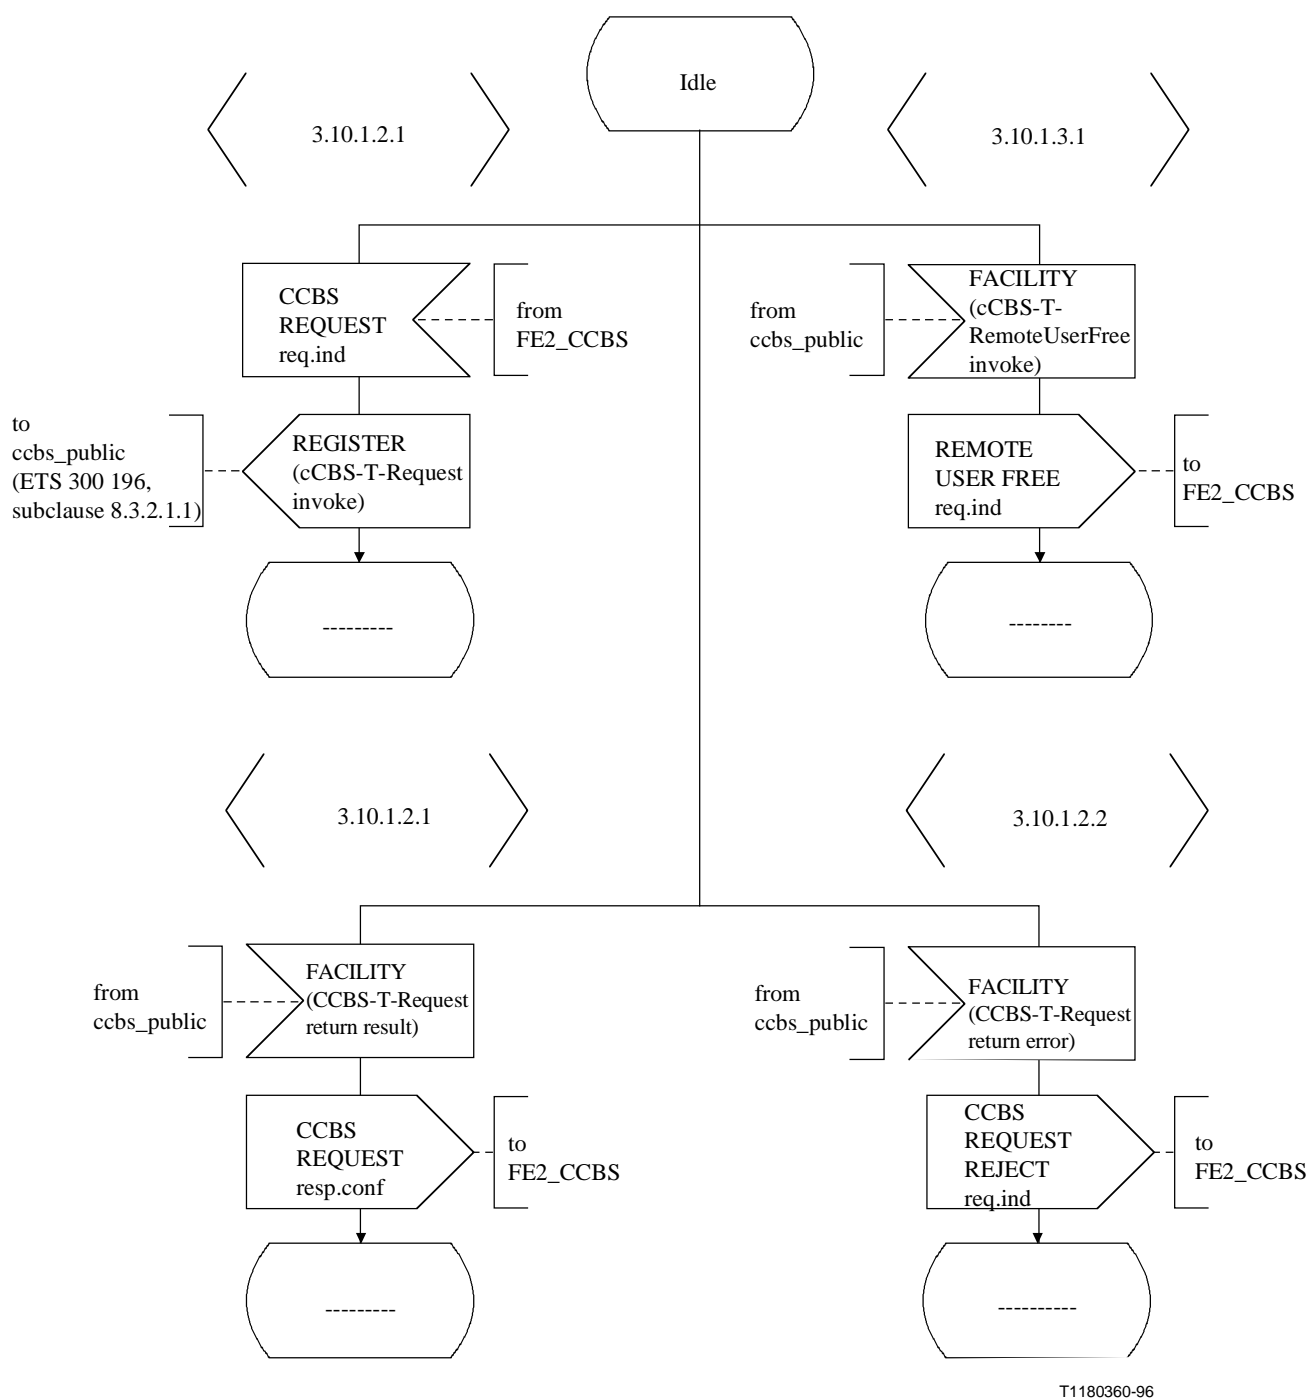 Idle
3.10.1.2.1
3.10.1.3.1
CCBS
REQUEST
req.ind
from
FE2_CCBS
from
ccbs_public
FACILITY
(cCBS-T-
RemoteUserFree
invoke)
to
ccbs_public
(ETS 300 196,
subclause 8.3.2.1.1)
REGISTER
(cCBS-T-Request
invoke)
REMOTE
USER FREE
req.ind
to
FE2_CCBS
---------
--------
3.10.1.2.1
3.10.1.2.2
from
ccbs_public
FACILITY
(CCBS-T-Request
return result)
from
ccbs_public
FACILITY
(CCBS-T-Request
return error)
CCBS
REQUEST
resp.conf
to
FE2_CCBS
CCBS
REQUEST
REJECT
req.ind
to
FE2_CCBS
---------
----------
T1180360-96